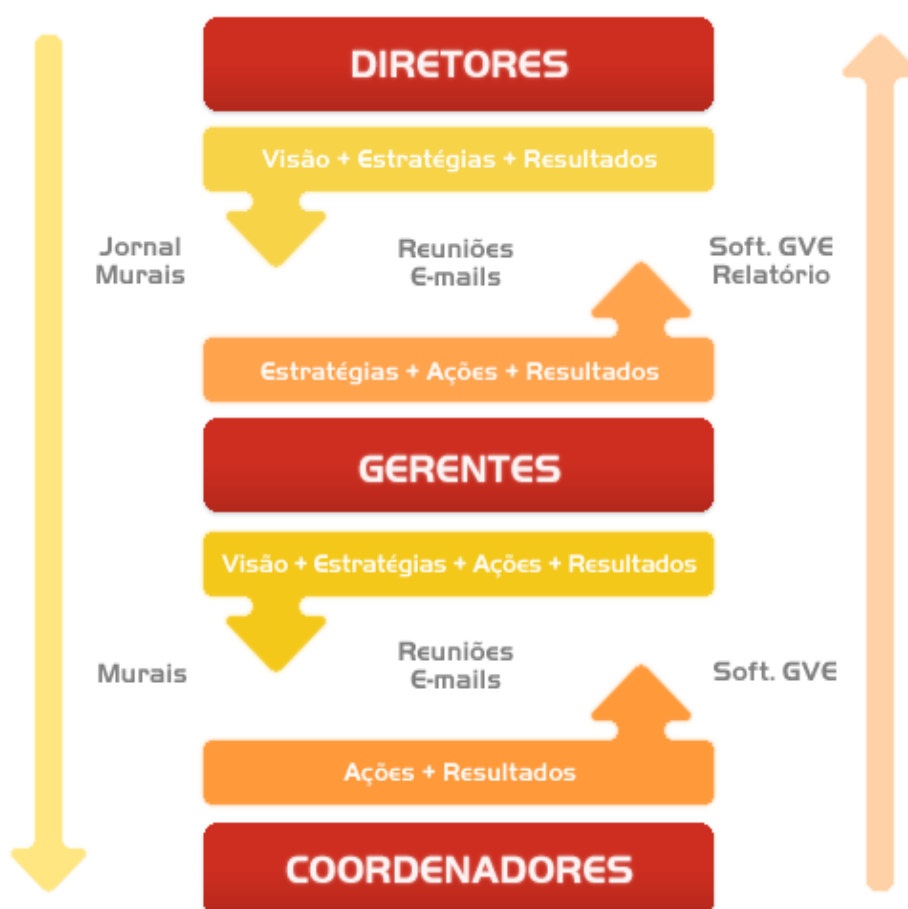 DIRETORES
Visão + Estratégias + Resultados
Jornal
Murais
Reuniões
E-mails
Soft. GVE
Relatório
Estratégias + Ações + Resultados
GERENTES
Visão + Estratégias + Ações + Resultados
Murais
Reuniões
E-mails
Soft. GVE
Ações + Resultados
COORDENADORES